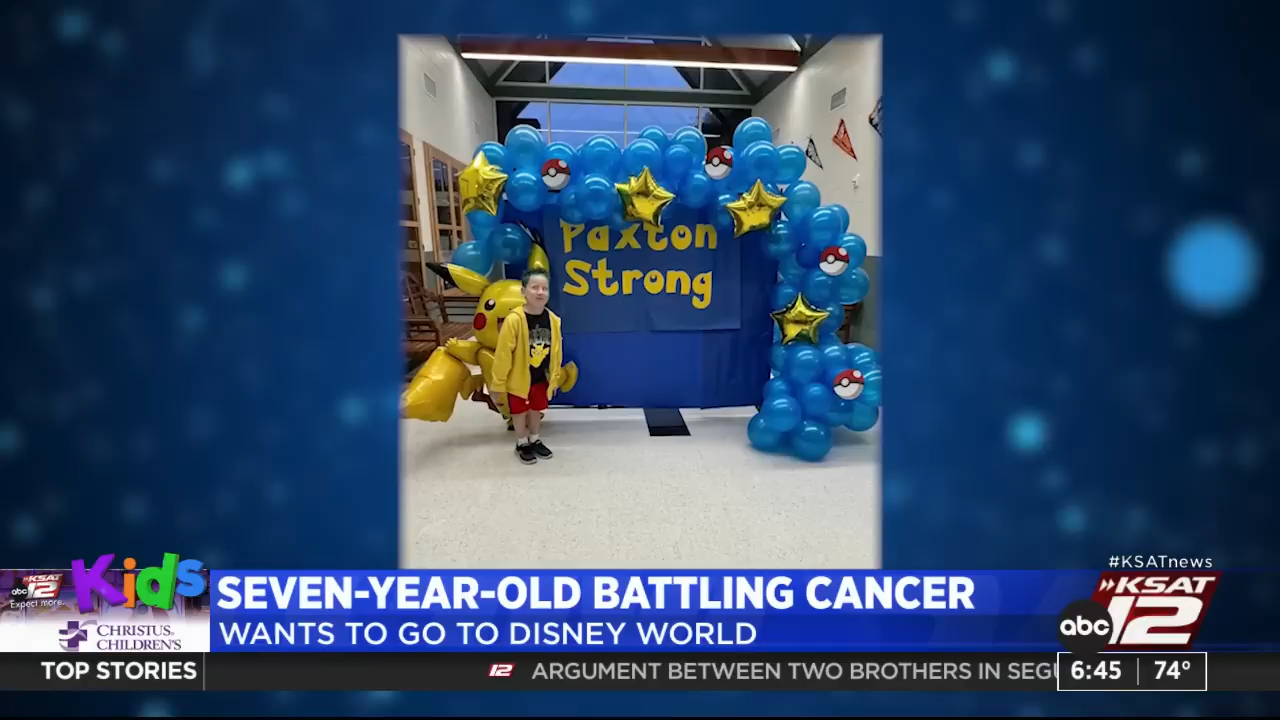 Paxton
Strong
#KSATnews
abc KSAT
12
Expect more.
Kids
CHRISTUS
CHILDREN'S
SEVEN-YEAR-OLD BATTLING CANCER
WANTS TO GO TO DISNEY WORLD
abc KSAT
12
TOP STORIES
12 ARGUMENT BETWEEN TWO BROTHERS IN SEGU
6:45 74°